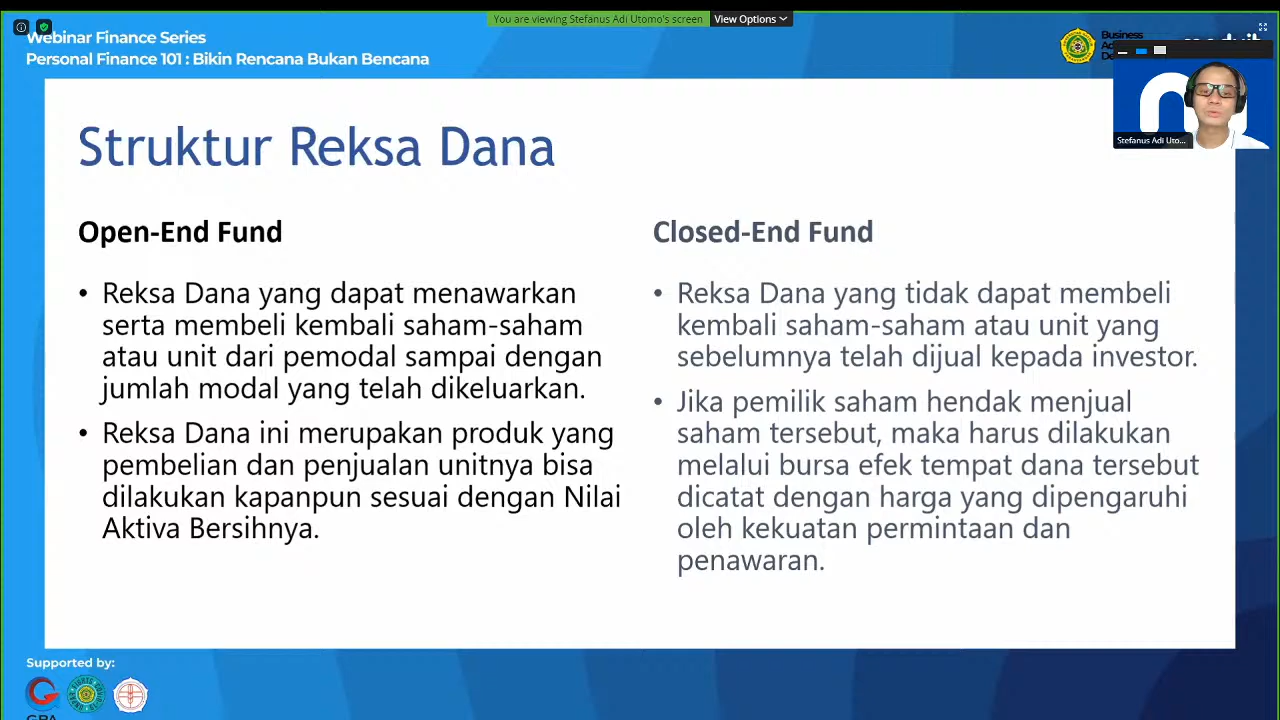 You are viewing Stefanus Adi Utomo's screen
View Options
Webinar Finance Series
Personal Finance 101 : Bikin Rencana Bukan Bencana
Business
Stefanus Adi Uto...
Struktur Reksa Dana
Open-End Fund
• Reksa Dana yang dapat menawarkan
serta membeli kembali saham-saham
atau unit dari pemodal sampai dengan
jumlah modal yang telah dikeluarkan.
• Reksa Dana ini merupakan produk yang
pembelian dan penjualan unitnya bisa
dilakukan kapanpun sesuai dengan Nilai
Aktiva Bersihnya.
Closed-End Fund
• Reksa Dana yang tidak dapat membeli
kembali saham-saham atau unit yang
sebelumnya telah dijual kepada investor.
• Jika pemilik saham hendak menjual
saham tersebut, maka harus dilakukan
melalui bursa efek tempat dana tersebut
dicatat dengan harga yang dipengaruhi
oleh kekuatan permintaan dan
penawaran.
Supported by: